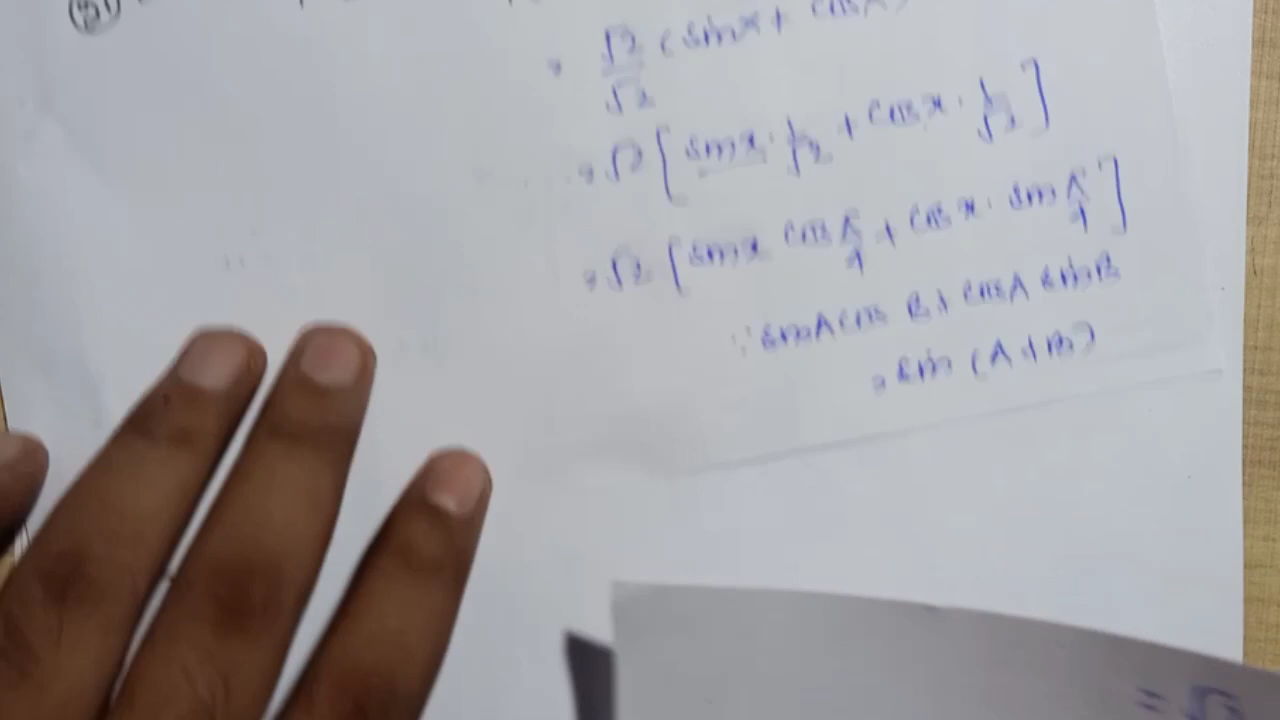 (31)
= √2/√2 (sinx + cosx)
= √2 [ sinx · 1/√2 + cosx · 1/√2 ]
= √2 [ sinx cos π/4 + cosx · sin π/4 ]
∵ sinA cos B + cosA sinB
= sin (A + B)
= √2